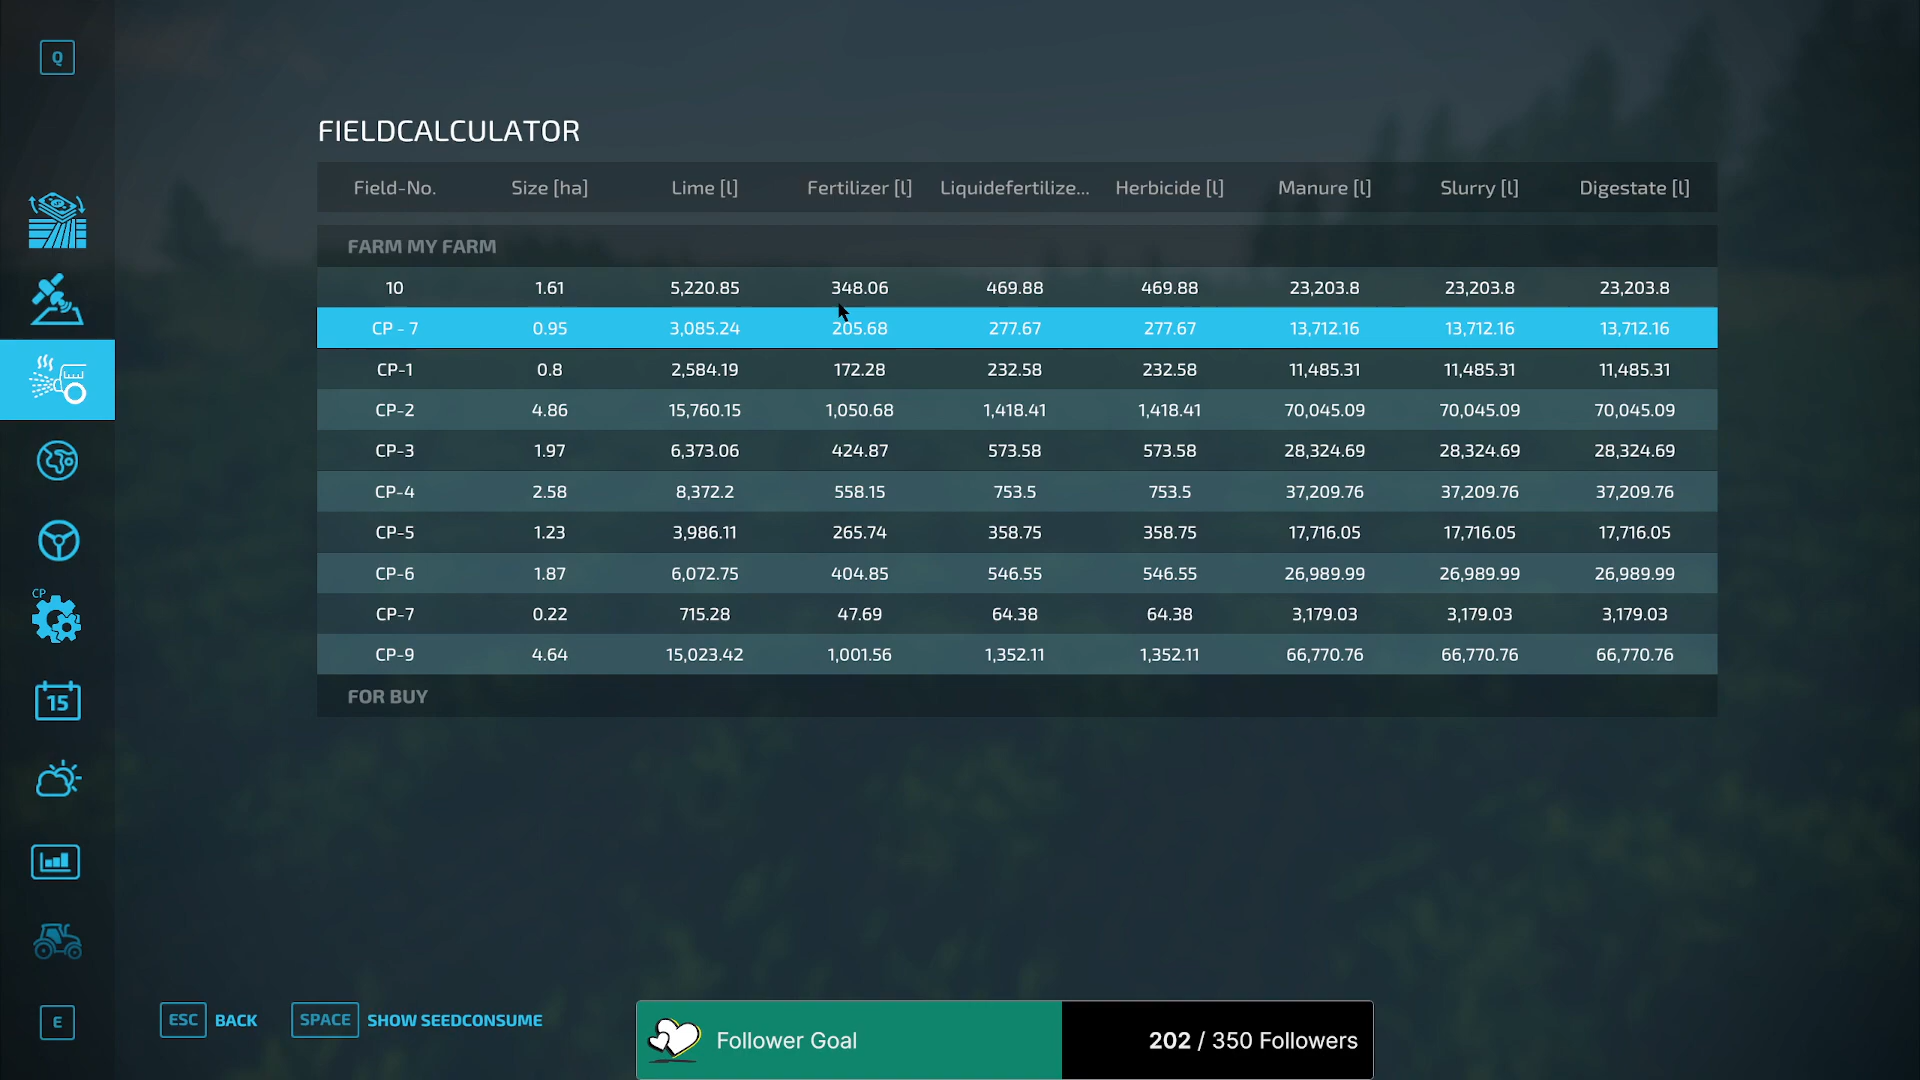 Q
FIELDCALCULATOR
Field-No. Size [ha] Lime [l] Fertilizer [l] Liquidefertilize... Herbicide [l] Manure [l] Slurry [l] Digestate [l]
FARM MY FARM
10 1.61 5,220.85 348.06 469.88 469.88 23,203.8 23,203.8 23,203.8
CP - 7 0.95 3,085.24 205.68 277.67 277.67 13,712.16 13,712.16 13,712.16
CP-1 0.8 2,584.19 172.28 232.58 232.58 11,485.31 11,485.31 11,485.31
CP-2 4.86 15,760.15 1,050.68 1,418.41 1,418.41 70,045.09 70,045.09 70,045.09
CP-3 1.97 6,373.06 424.87 573.58 573.58 28,324.69 28,324.69 28,324.69
CP-4 2.58 8,372.2 558.15 753.5 753.5 37,209.76 37,209.76 37,209.76
CP-5 1.23 3,986.11 265.74 358.75 358.75 17,716.05 17,716.05 17,716.05
CP-6 1.87 6,072.75 404.85 546.55 546.55 26,989.99 26,989.99 26,989.99
CP-7 0.22 715.28 47.69 64.38 64.38 3,179.03 3,179.03 3,179.03
CP-9 4.64 15,023.42 1,001.56 1,352.11 1,352.11 66,770.76 66,770.76 66,770.76
FOR BUY
CP
15
E
ESC BACK SPACE SHOW SEEDCONSUME
Follower Goal 202 / 350 Followers